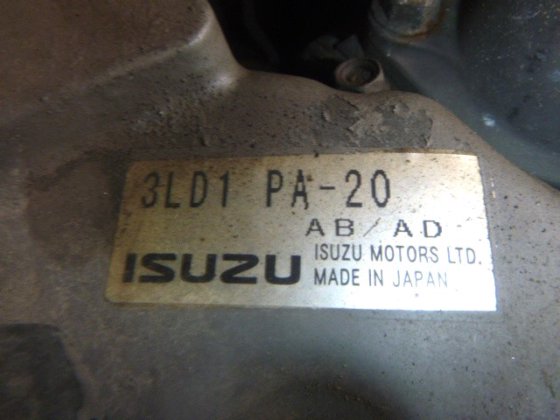 3LD1 PA-20
AB/AD
ISUZU ISUZU MOTORS LTD.
MADE IN JAPAN